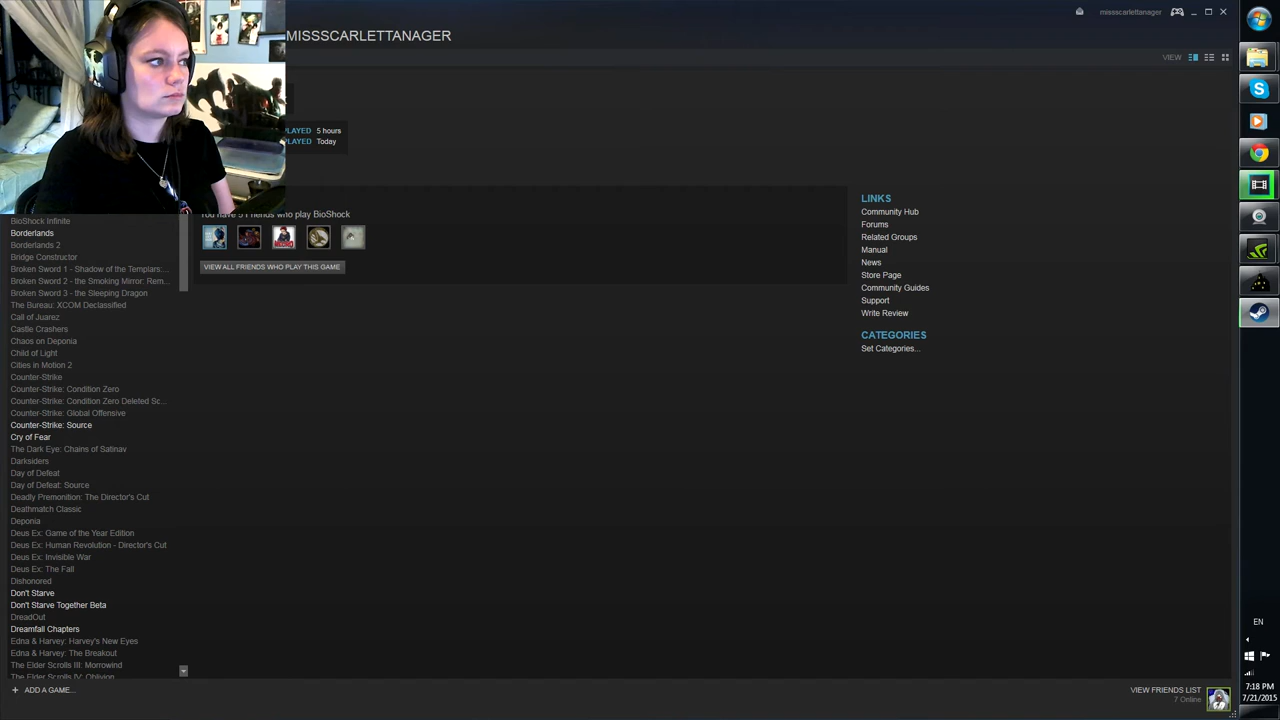 missscarlettanager
MISSSCARLETTANAGER
VIEW
PLAYED 5 hours
PLAYED Today
You have 5 Friends who play BioShock
VIEW ALL FRIENDS WHO PLAY THIS GAME
LINKS
Community Hub
Forums
Related Groups
Manual
News
Store Page
Community Guides
Support
Write Review
CATEGORIES
Set Categories...
BioShock Infinite
Borderlands
Borderlands 2
Bridge Constructor
Broken Sword 1 - Shadow of the Templars:...
Broken Sword 2 - the Smoking Mirror: Rem...
Broken Sword 3 - the Sleeping Dragon
The Bureau: XCOM Declassified
Call of Juarez
Castle Crashers
Chaos on Deponia
Child of Light
Cities in Motion 2
Counter-Strike
Counter-Strike: Condition Zero
Counter-Strike: Condition Zero Deleted Sc...
Counter-Strike: Global Offensive
Counter-Strike: Source
Cry of Fear
The Dark Eye: Chains of Satinav
Darksiders
Day of Defeat
Day of Defeat: Source
Deadly Premonition: The Director's Cut
Deathmatch Classic
Deponia
Deus Ex: Game of the Year Edition
Deus Ex: Human Revolution - Director's Cut
Deus Ex: Invisible War
Deus Ex: The Fall
Dishonored
Don't Starve
Don't Starve Together Beta
DreadOut
Dreamfall Chapters
Edna & Harvey: Harvey's New Eyes
Edna & Harvey: The Breakout
The Elder Scrolls III: Morrowind
The Elder Scrolls IV: Oblivion
+ ADD A GAME...
VIEW FRIENDS LIST
7 Online
EN
7:18 PM
7/21/2015